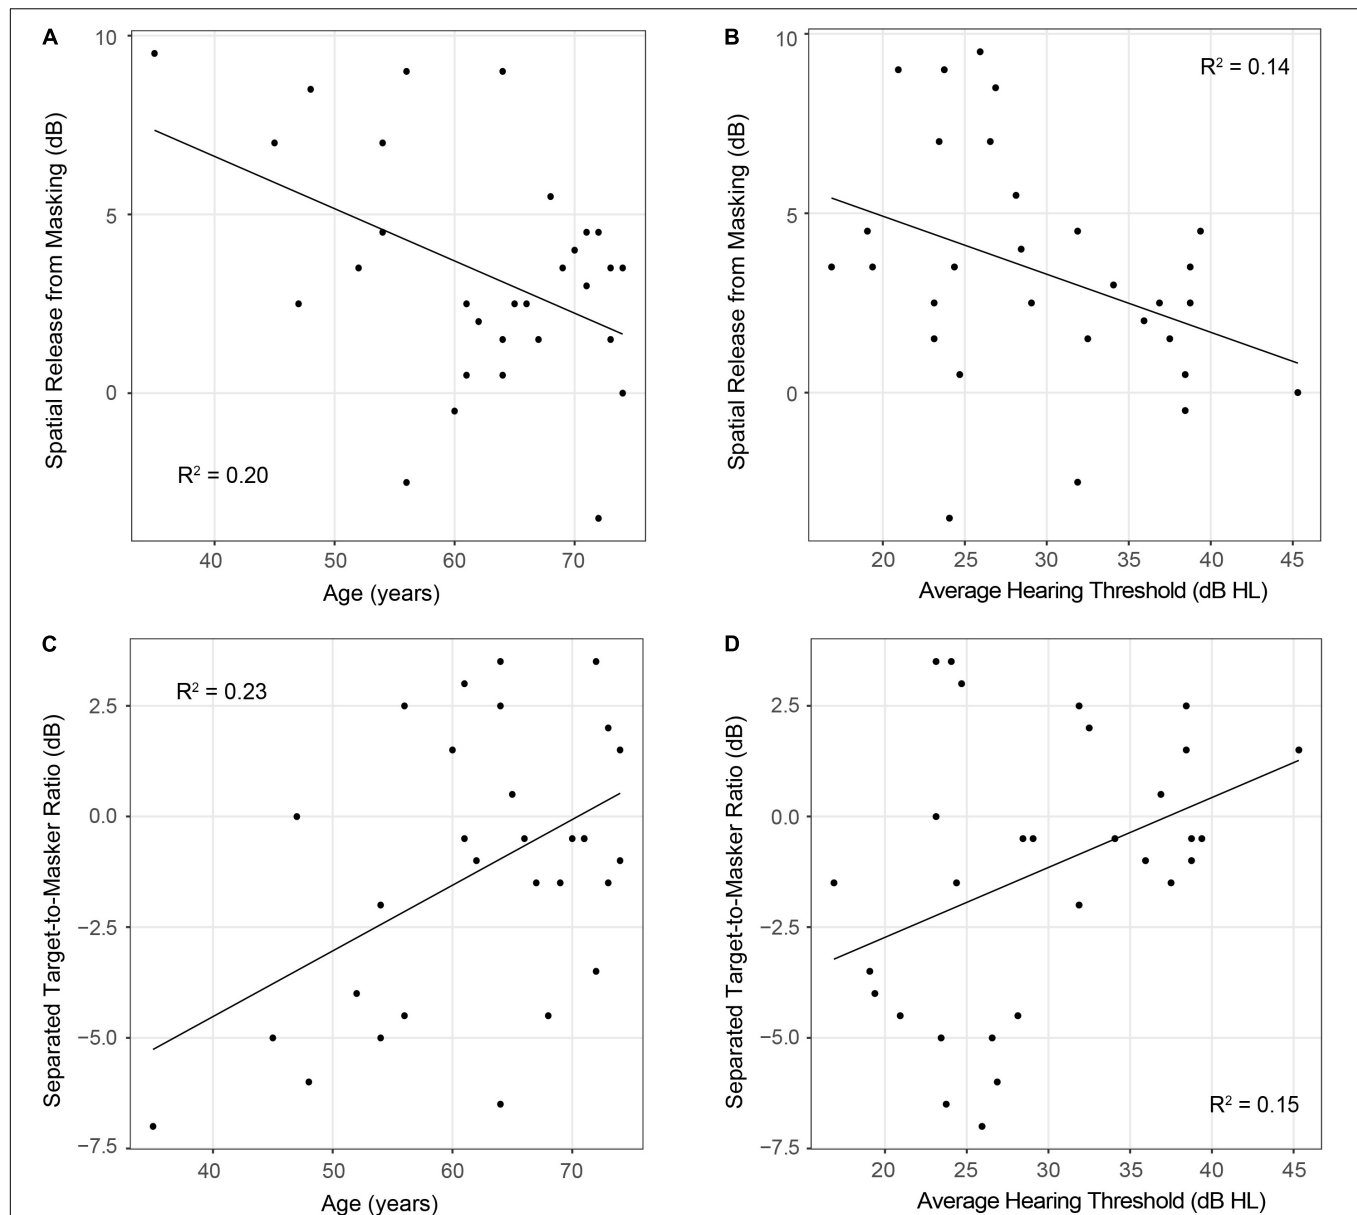 A
10
5
0
Spatial Release from Masking (dB)
R² = 0.20
40 50 60 70
Age (years)
B
10
5
0
Spatial Release from Masking (dB)
R² = 0.14
20 25 30 35 40 45
Average Hearing Threshold (dB HL)
C
2.5
0.0
−2.5
−5.0
−7.5
Separated Target-to-Masker Ratio (dB)
R² = 0.23
40 50 60 70
Age (years)
D
2.5
0.0
−2.5
−5.0
−7.5
Separated Target-to-Masker Ratio (dB)
R² = 0.15
20 25 30 35 40 45
Average Hearing Threshold (dB HL)